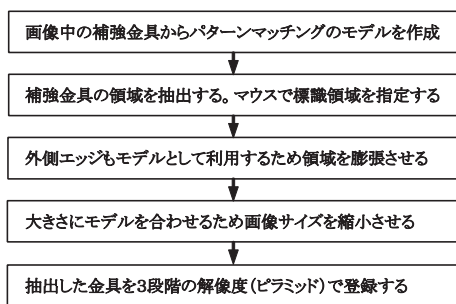 画像中の補強金具からパターンマッチングのモデルを作成
補強金具の領域を抽出する。マウスで標識領域を指定する
外側エッジもモデルとして利用するため領域を膨張させる
大きさにモデルを合わせるため画像サイズを縮小させる
抽出した金具を3段階の解像度(ピラミッド)で登録する